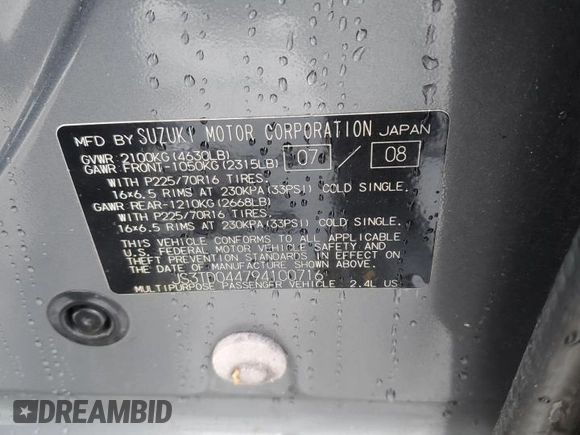 MFD BY SUZUKI MOTOR CORPORATION JAPAN
GVWR 2100KG(4630LB) 07 / 08
GAWR FRONT-1050KG(2315LB)
WITH P225/70R16 TIRES.
16×6.5 RIMS AT 230KPA(33PSI) COLD SINGLE.
GAWR REAR-1210KG(2668LB)
WITH P225/70R16 TIRES.
16×6.5 RIMS AT 230KPA(33PSI) COLD SINGLE.
THIS VEHICLE CONFORMS TO ALL APPLICABLE
U.S. FEDERAL MOTOR VEHICLE-SAFETY AND
THEFT PREVENTION STANDARDS IN EFFECT ON
THE DATE OF MANUFACTURE SHOWN ABOVE.
JS3TD044794100716
MULTIPURPOSE PASSENGER VEHICLE 2.4L US
DREAMBID